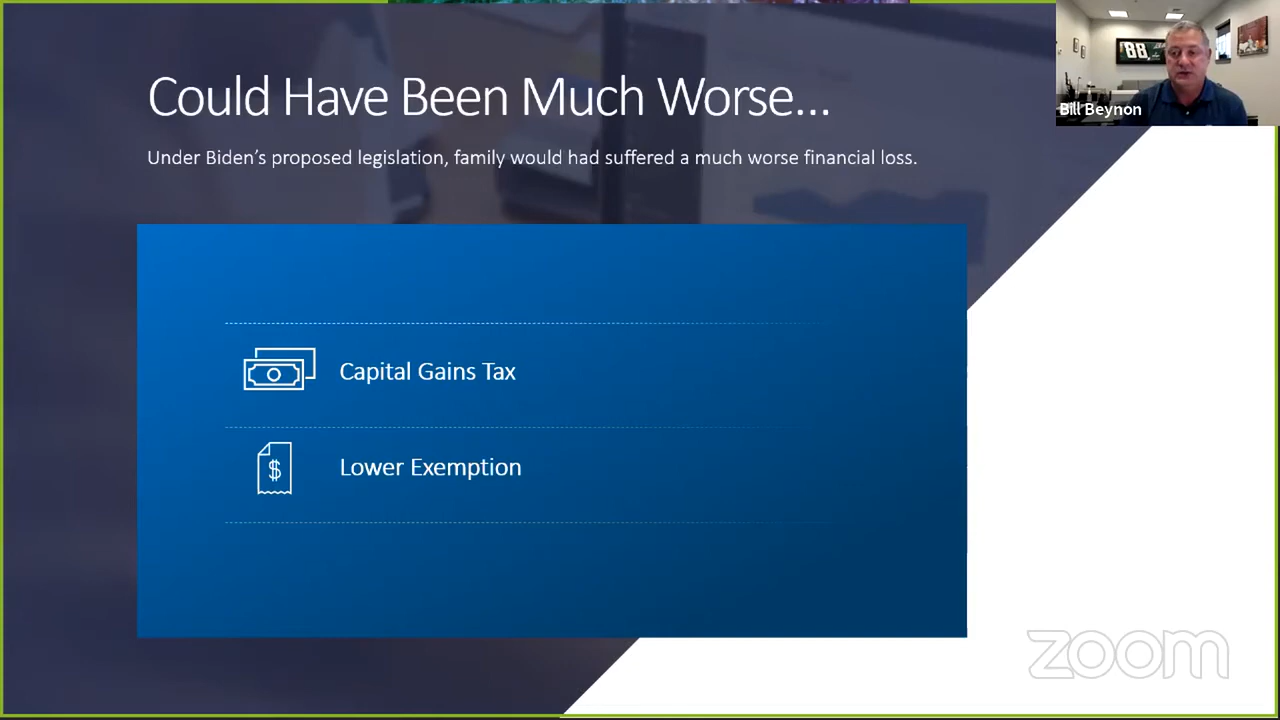 Could Have Been Much Worse...
Bill Beynon
Under Biden's proposed legislation, family would had suffered a much worse financial loss.
Capital Gains Tax
$
Lower Exemption
zoom
88